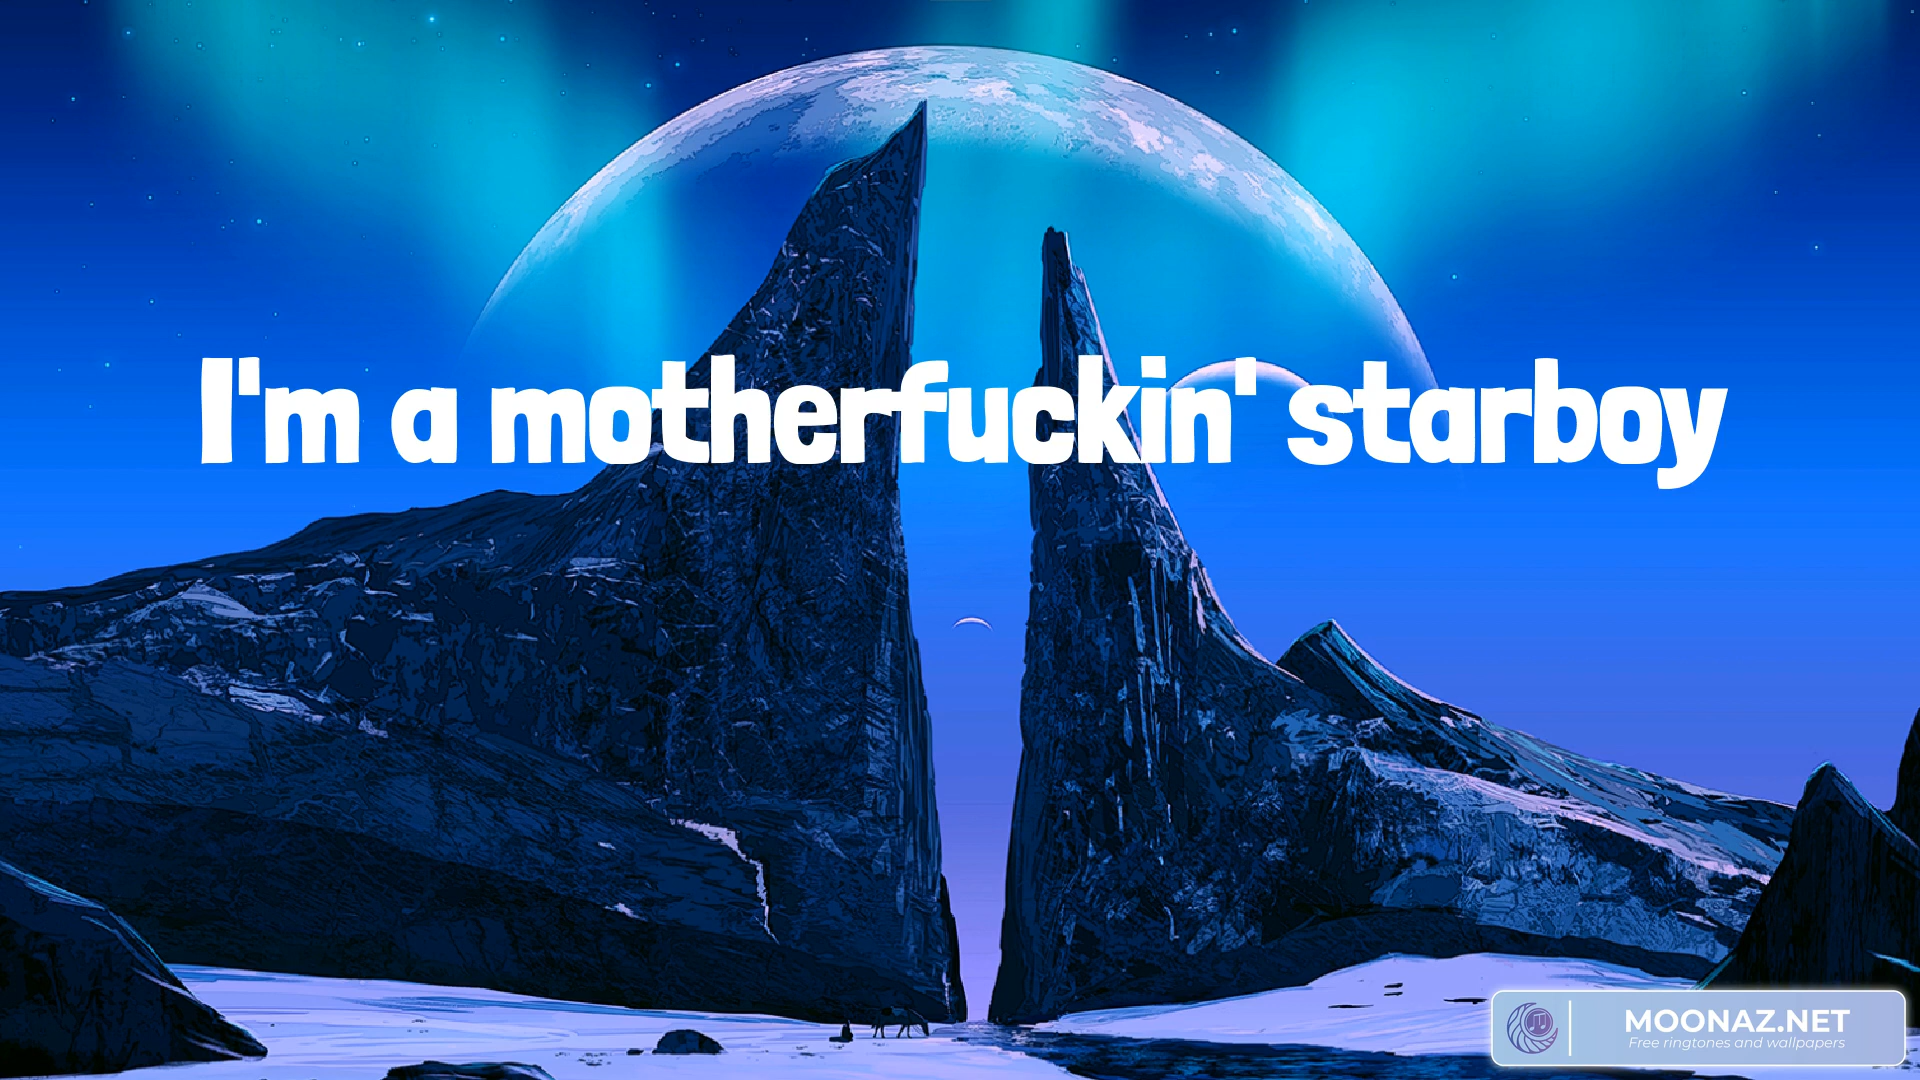 I'm a motherfuckin' starboy
MOONAZ.NET
Free ringtones and wallpapers